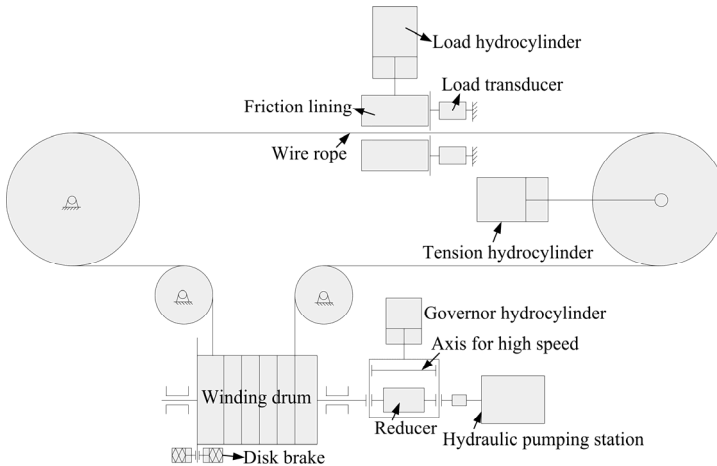 Load hydrocylinder
Load transducer
Friction lining
Wire rope
Tension hydrocylinder
Governor hydrocylinder
Axis for high speed
Winding drum
Reducer
Hydraulic pumping station
Disk brake